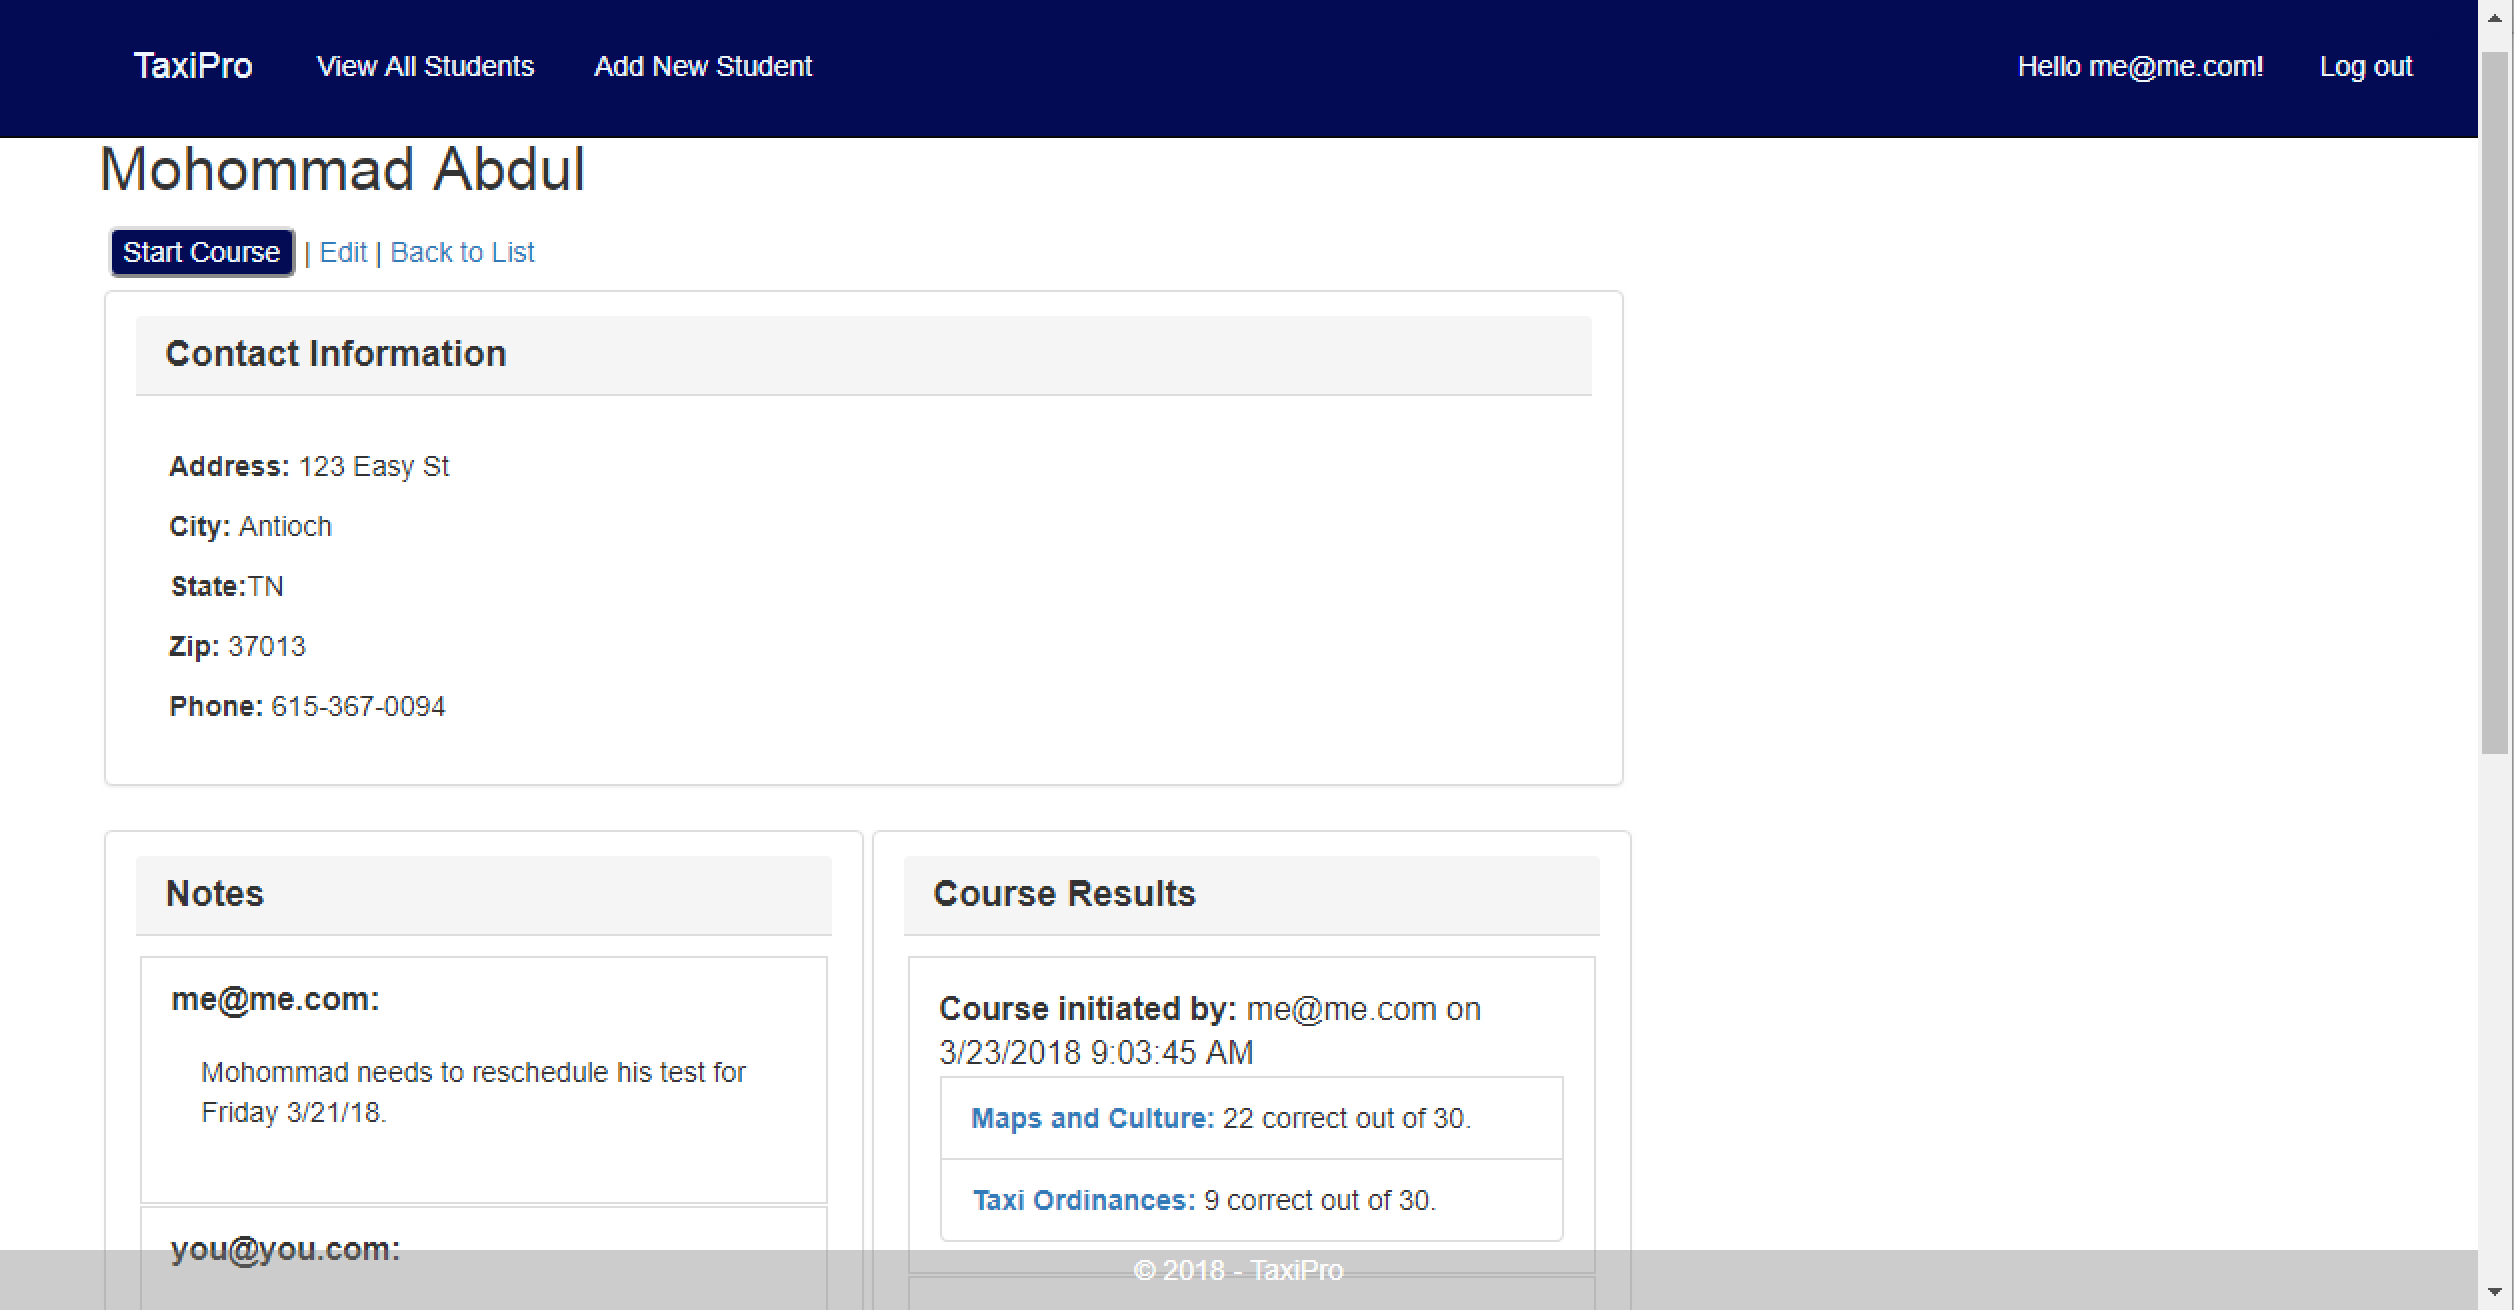 TaxiPro View All Students Add New Student Hello me@me.com! Log out
Mohommad Abdul
Start Course | Edit | Back to List
Contact Information
Address: 123 Easy St
City: Antioch
State:TN
Zip: 37013
Phone: 615-367-0094
Notes
me@me.com:
Mohommad needs to reschedule his test for
Friday 3/21/18.
you@you.com:
Course Results
Course initiated by: me@me.com on
3/23/2018 9:03:45 AM
Maps and Culture: 22 correct out of 30.
Taxi Ordinances: 9 correct out of 30.
© 2018 - TaxiPro